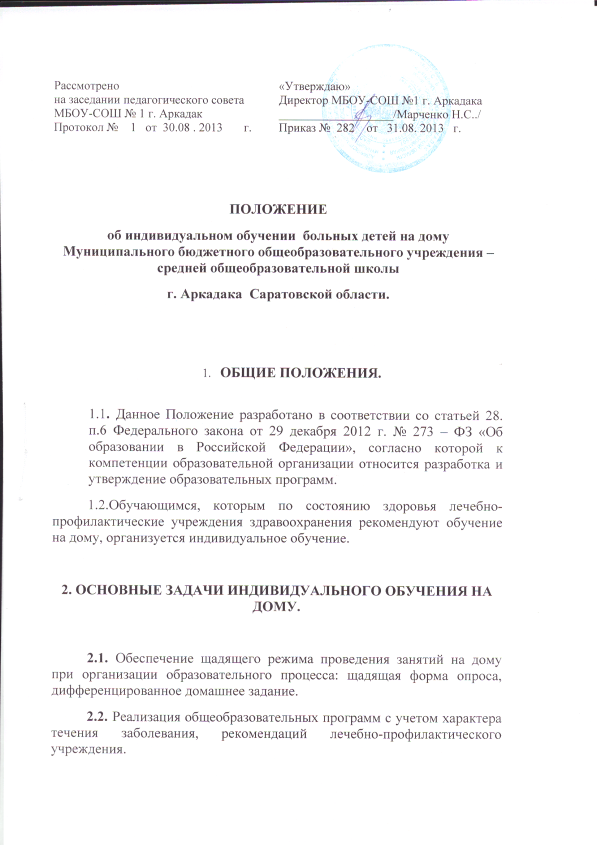 Рассмотрено
на заседании педагогического совета
МБОУ-СОШ № 1 г. Аркадак
Протокол № 1 от 30.08 . 2013 г.
«Утверждаю»
Директор МБОУ-СОШ №1 г. Аркадака
/Марченко Н.С../
Приказ № 282 от 31.08. 2013 г.
ПОЛОЖЕНИЕ
об индивидуальном обучении больных детей на дому
Муниципального бюджетного общеобразовательного учреждения –
средней общеобразовательной школы
г. Аркадака Саратовской области.
1. ОБЩИЕ ПОЛОЖЕНИЯ.
1.1. Данное Положение разработано в соответствии со статьей 28.
п.6 Федерального закона от 29 декабря 2012 г. № 273 – ФЗ «Об
образовании в Российской Федерации», согласно которой к
компетенции образовательной организации относится разработка и
утверждение образовательных программ.
1.2.Обучающимся, которым по состоянию здоровья лечебно-
профилактические учреждения здравоохранения рекомендуют обучение
на дому, организуется индивидуальное обучение.
2. ОСНОВНЫЕ ЗАДАЧИ ИНДИВИДУАЛЬНОГО ОБУЧЕНИЯ НА
ДОМУ.
2.1. Обеспечение щадящего режима проведения занятий на дому
при организации образовательного процесса: щадящая форма опроса,
дифференцированное домашнее задание.
2.2. Реализация общеобразовательных программ с учетом характера
течения заболевания, рекомендаций лечебно-профилактического
учреждения.